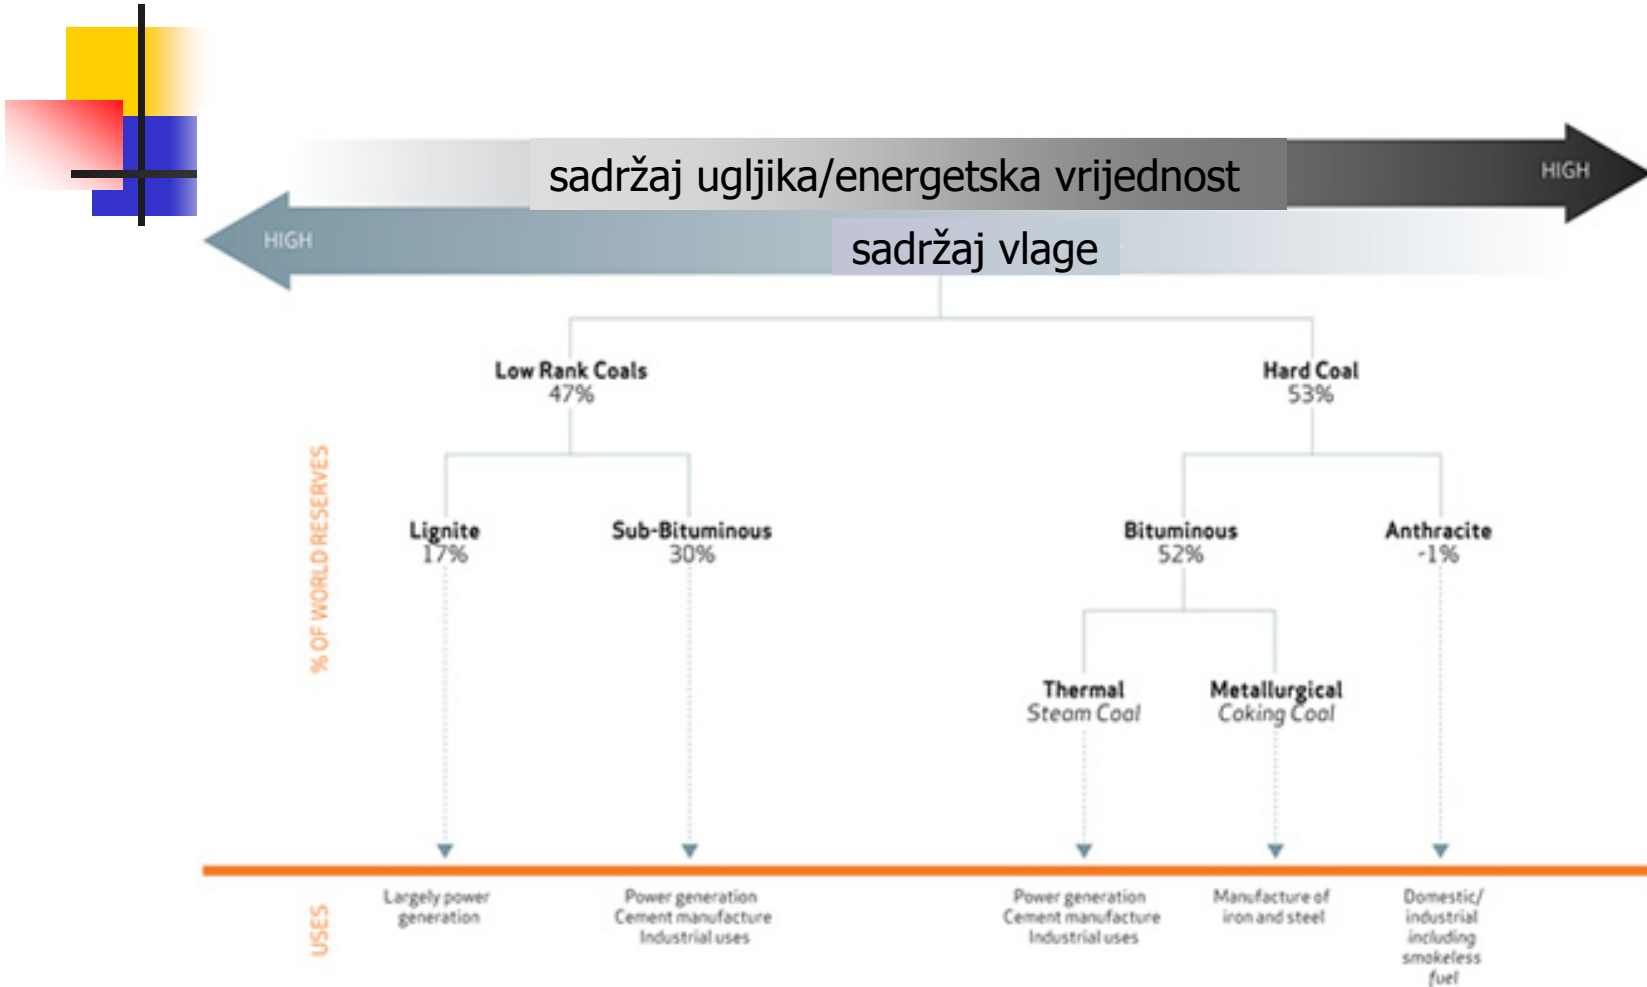 sadržaj ugljika/energetska vrijednost
HIGH
HIGH
sadržaj vlage
Low Rank Coals
47%
Hard Coal
53%
% OF WORLD RESERVES
Lignite
17%
Sub-Bituminous
30%
Bituminous
52%
Anthracite
-1%
Thermal
Steam Coal
Metallurgical
Coking Coal
USES
Largely power
generation
Power generation
Cement manufacture
Industrial uses
Power generation
Cement manufacture
Industrial uses
Manufacture of
iron and steel
Domestic/
industrial
including
smokeless
fuel